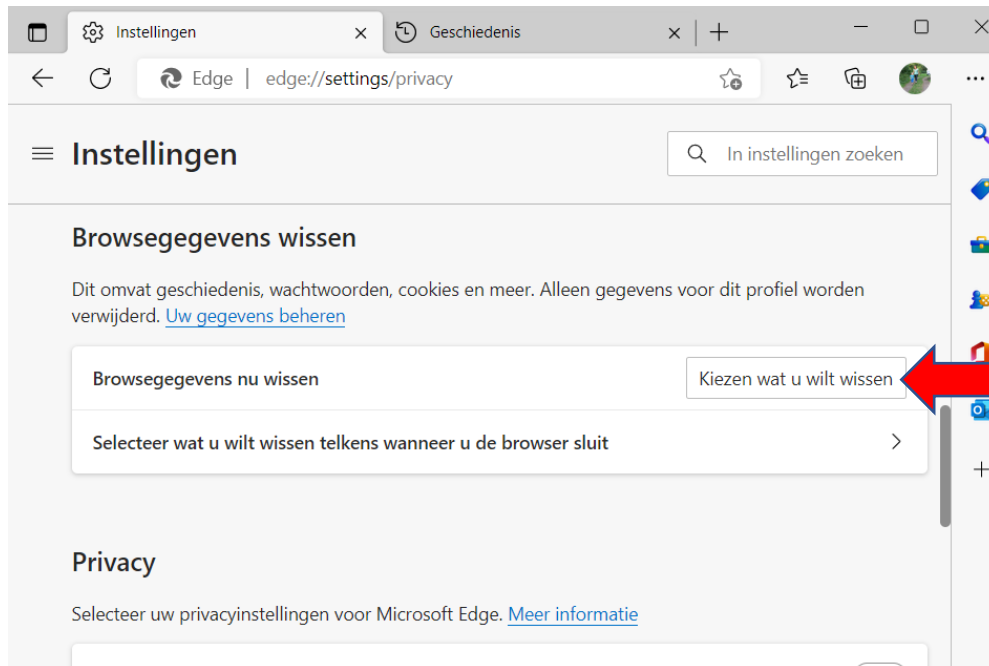 Instellingen
Geschiedenis
Edge
edge://settings/privacy
Instellingen
In instellingen zoeken
Browsegegevens wissen
Dit omvat geschiedenis, wachtwoorden, cookies en meer. Alleen gegevens voor dit profiel worden
verwijderd. Uw gegevens beheren
Browsegegevens nu wissen
Kiezen wat u wilt wissen
Selecteer wat u wilt wissen telkens wanneer u de browser sluit
Privacy
Selecteer uw privacyinstellingen voor Microsoft Edge. Meer informatie